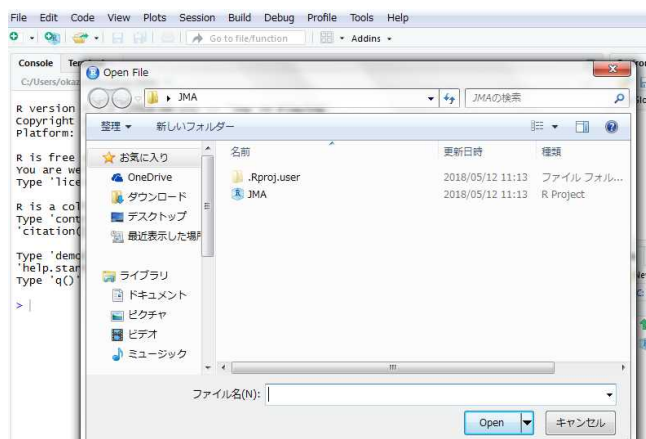 File Edit Code View Plots Session Build Debug Profile Tools Help
Go to file/function Addins
Console
C:/Users/okaz
Open File
JMA
JMAの検索
整理 新しいフォルダー
R version
Copyright
Platform:
R is free
You are we
Type 'lice
R is a col
Type 'cont
'citation(
Type 'demo
'help.star
Type 'q()'
>
お気に入り
OneDrive
ダウンロード
デスクトップ
最近表示した場所
ライブラリ
ドキュメント
ピクチャ
ビデオ
ミュージック
名前 更新日時 種類
.Rproj.user 2018/05/12 11:13 ファイル フォル...
JMA 2018/05/12 11:13 R Project
ファイル名(N):
Open キャンセル